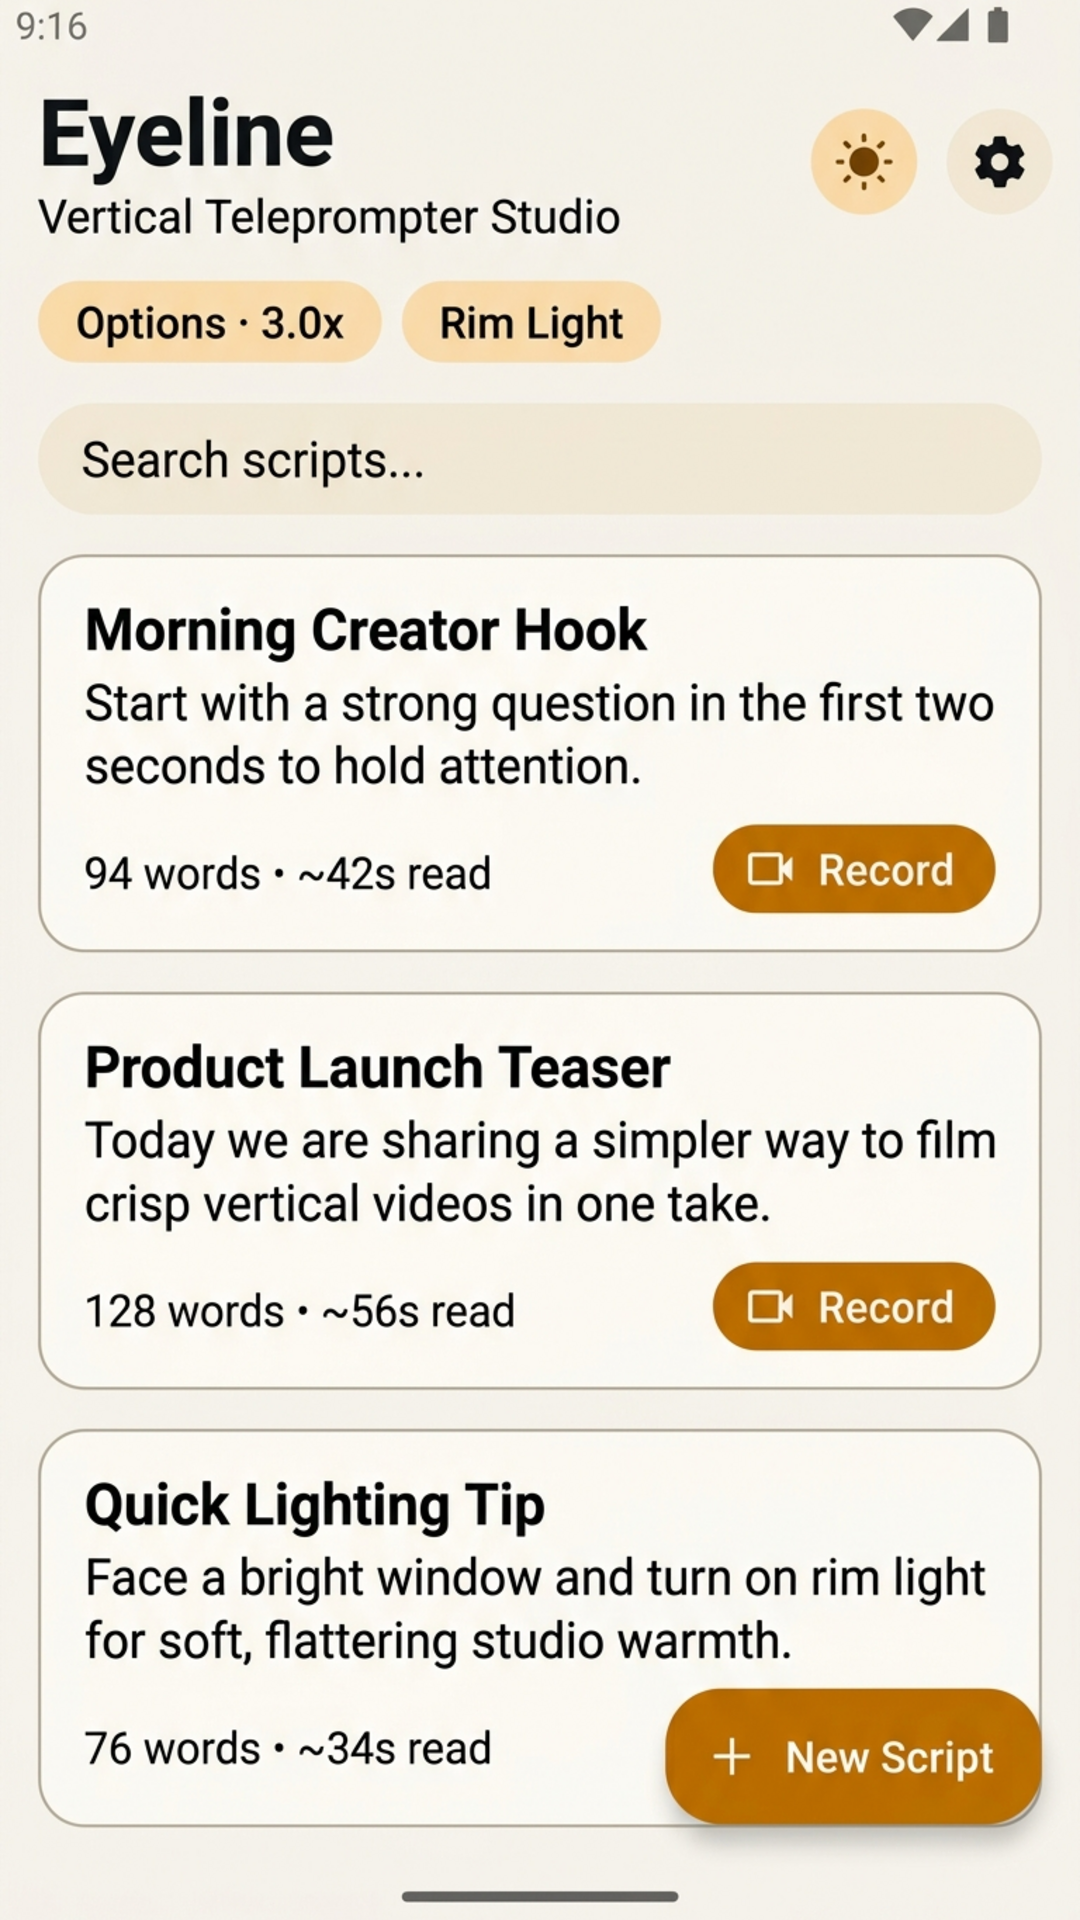 9:16
Eyeline
Vertical Teleprompter Studio
Options · 3.0x
Rim Light
Search scripts...
Morning Creator Hook
Start with a strong question in the first two
seconds to hold attention.
94 words • ~42s read
Record
Product Launch Teaser
Today we are sharing a simpler way to film
crisp vertical videos in one take.
128 words • ~56s read
Record
Quick Lighting Tip
Face a bright window and turn on rim light
for soft, flattering studio warmth.
76 words • ~34s read
+ New Script